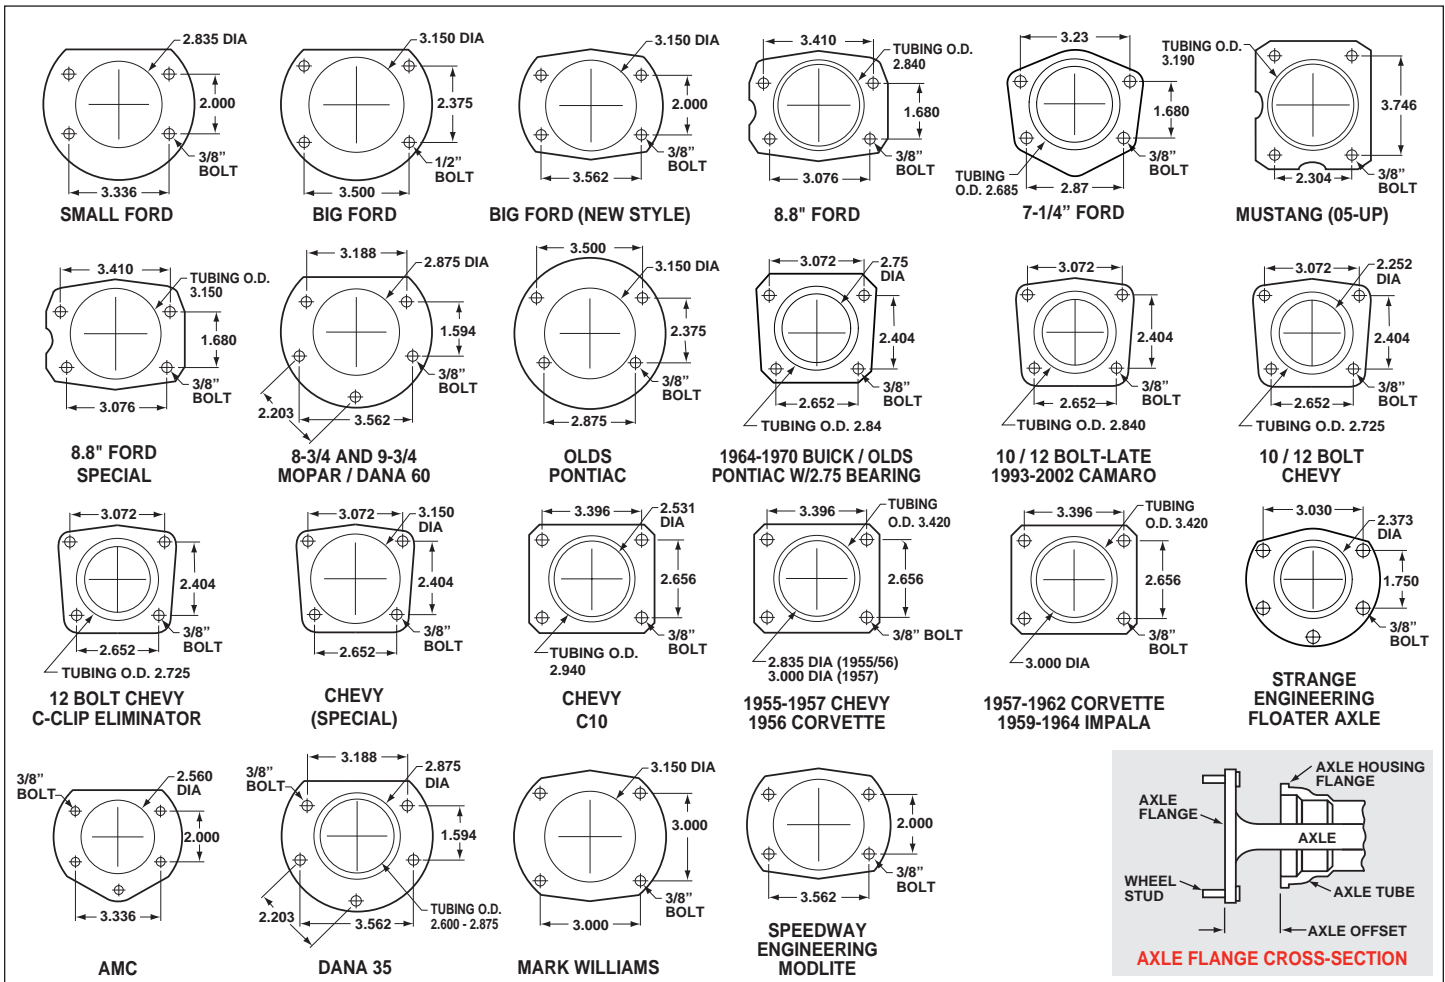 2.835 DIA
2.000
3/8”
BOLT
3.336
SMALL FORD
3.150 DIA
2.375
1/2”
BOLT
3.500
BIG FORD
3.150 DIA
2.000
3/8”
BOLT
3.562
BIG FORD (NEW STYLE)
3.410
TUBING O.D.
2.840
1.680
3/8”
BOLT
3.076
8.8" FORD
3.23
1.680
3/8”
BOLT
TUBING
O.D. 2.685
2.87
7-1/4” FORD
TUBING O.D.
3.190
3.746
3/8”
BOLT
2.304
MUSTANG (05-UP)
3.410
TUBING O.D.
3.150
1.680
3/8”
BOLT
3.076
8.8" FORD
SPECIAL
3.188
2.875 DIA
1.594
3/8”
BOLT
2.203
3.562
8-3/4 AND 9-3/4
MOPAR / DANA 60
3.500
3.150 DIA
2.375
3/8”
BOLT
2.875
OLDS
PONTIAC
3.072
2.75
DIA
2.404
3/8”
BOLT
2.652
TUBING O.D. 2.84
1964-1970 BUICK / OLDS
PONTIAC W/2.75 BEARING
3.072
2.404
3/8”
BOLT
2.652
TUBING O.D. 2.840
10 / 12 BOLT-LATE
1993-2002 CAMARO
3.072
2.252
DIA
2.404
3/8”
BOLT
2.652
TUBING O.D. 2.725
10 / 12 BOLT
CHEVY
3.072
2.404
3/8”
BOLT
2.652
TUBING O.D. 2.725
12 BOLT CHEVY
C-CLIP ELIMINATOR
3.072
3.150
DIA
2.404
3/8”
BOLT
2.652
CHEVY
(SPECIAL)
3.396
2.531
DIA
2.656
3/8”
BOLT
TUBING O.D.
2.940
CHEVY
C10
3.396
TUBING
O.D. 3.420
2.656
3/8” BOLT
2.835 DIA (1955/56)
3.000 DIA (1957)
1955-1957 CHEVY
1956 CORVETTE
3.396
TUBING
O.D. 3.420
2.656
3/8”
BOLT
3.000 DIA
1957-1962 CORVETTE
1959-1964 IMPALA
3.030
2.373
DIA
1.750
3/8”
BOLT
STRANGE
ENGINEERING
FLOATER AXLE
3/8”
BOLT
2.560
DIA
2.000
3.336
AMC
3.188
3/8”
BOLT
2.875
DIA
1.594
2.203
3.562
TUBING O.D.
2.600 - 2.875
DANA 35
3.150 DIA
3.000
3/8”
BOLT
3.000
MARK WILLIAMS
2.000
3/8”
BOLT
3.562
SPEEDWAY
ENGINEERING
MODLITE
AXLE HOUSING
FLANGE
AXLE
FLANGE
AXLE
WHEEL
STUD
AXLE TUBE
AXLE OFFSET
AXLE FLANGE CROSS-SECTION